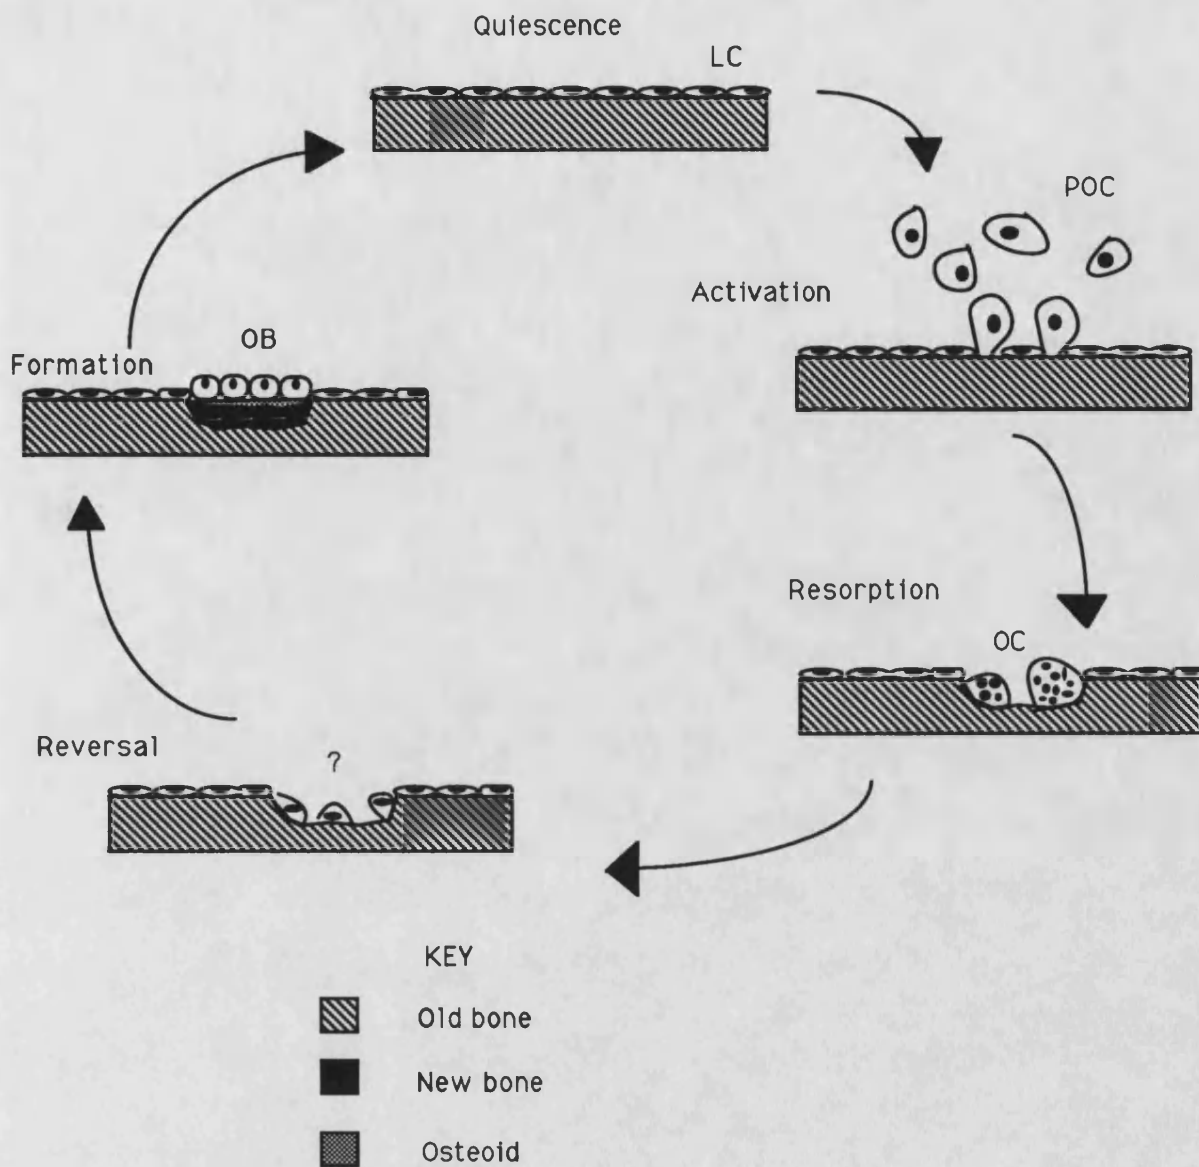 Quiescence
LC
POC
Activation
OB
Formation
Resorption
OC
Reversal
?
KEY
Old bone
New bone
Osteoid